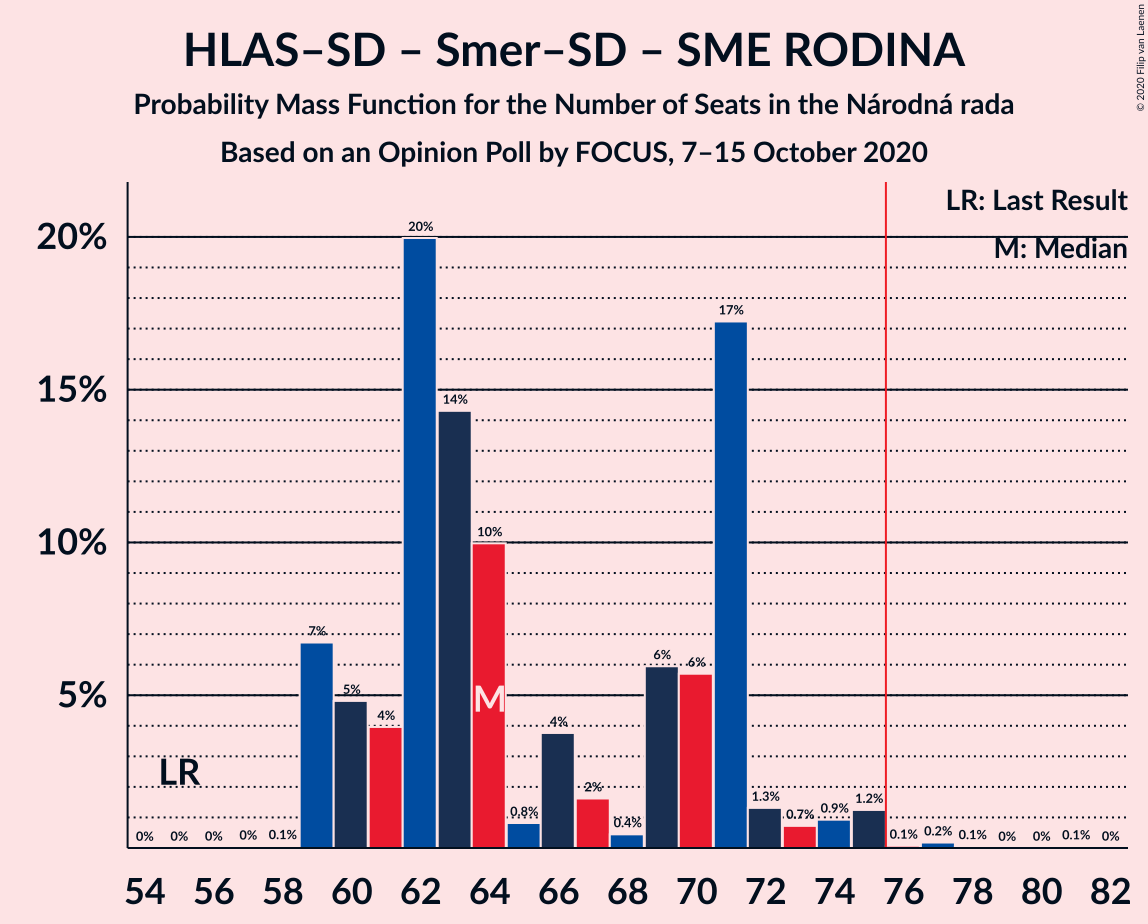 HLAS–SD – Smer–SD – SME RODINA
Probability Mass Function for the Number of Seats in the Národná rada
Based on an Opinion Poll by FOCUS, 7–15 October 2020
© 2020 Filip van Laenen
LR: Last Result
M: Median
20%
15%
10%
5%
LR
M
0% 0% 0% 0% 0.1% 7% 5% 4% 20% 14% 10% 0.8% 4% 2% 0.4% 6% 6% 17% 1.3% 0.7% 0.9% 1.2% 0.1% 0.2% 0.1% 0% 0% 0.1% 0%
54 56 58 60 62 64 66 68 70 72 74 76 78 80 82